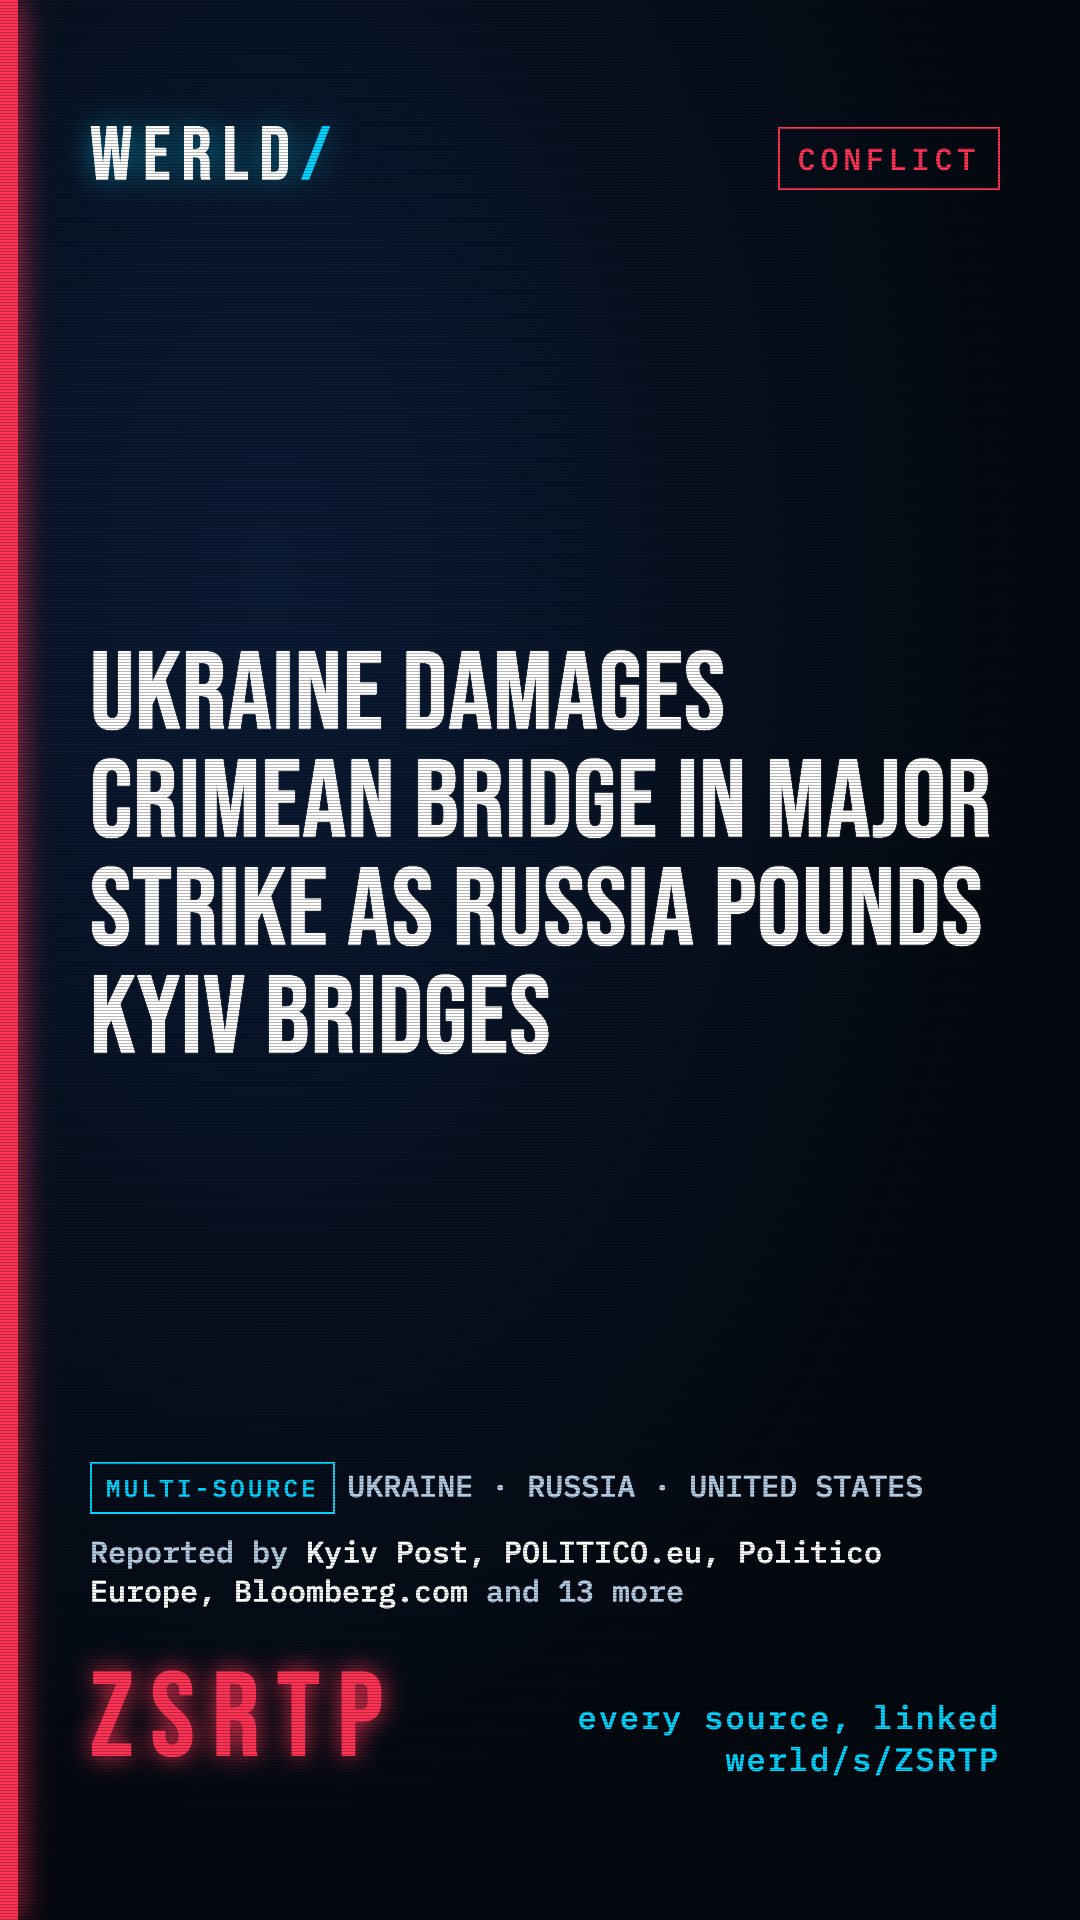 WERLD/
CONFLICT
UKRAINE DAMAGES
CRIMEAN BRIDGE IN MAJOR
STRIKE AS RUSSIA POUNDS
KYIV BRIDGES
MULTI-SOURCE UKRAINE · RUSSIA · UNITED STATES
Reported by Kyiv Post, POLITICO.eu, Politico
Europe, Bloomberg.com and 13 more
ZSRTP
every source, linked
werld/s/ZSRTP